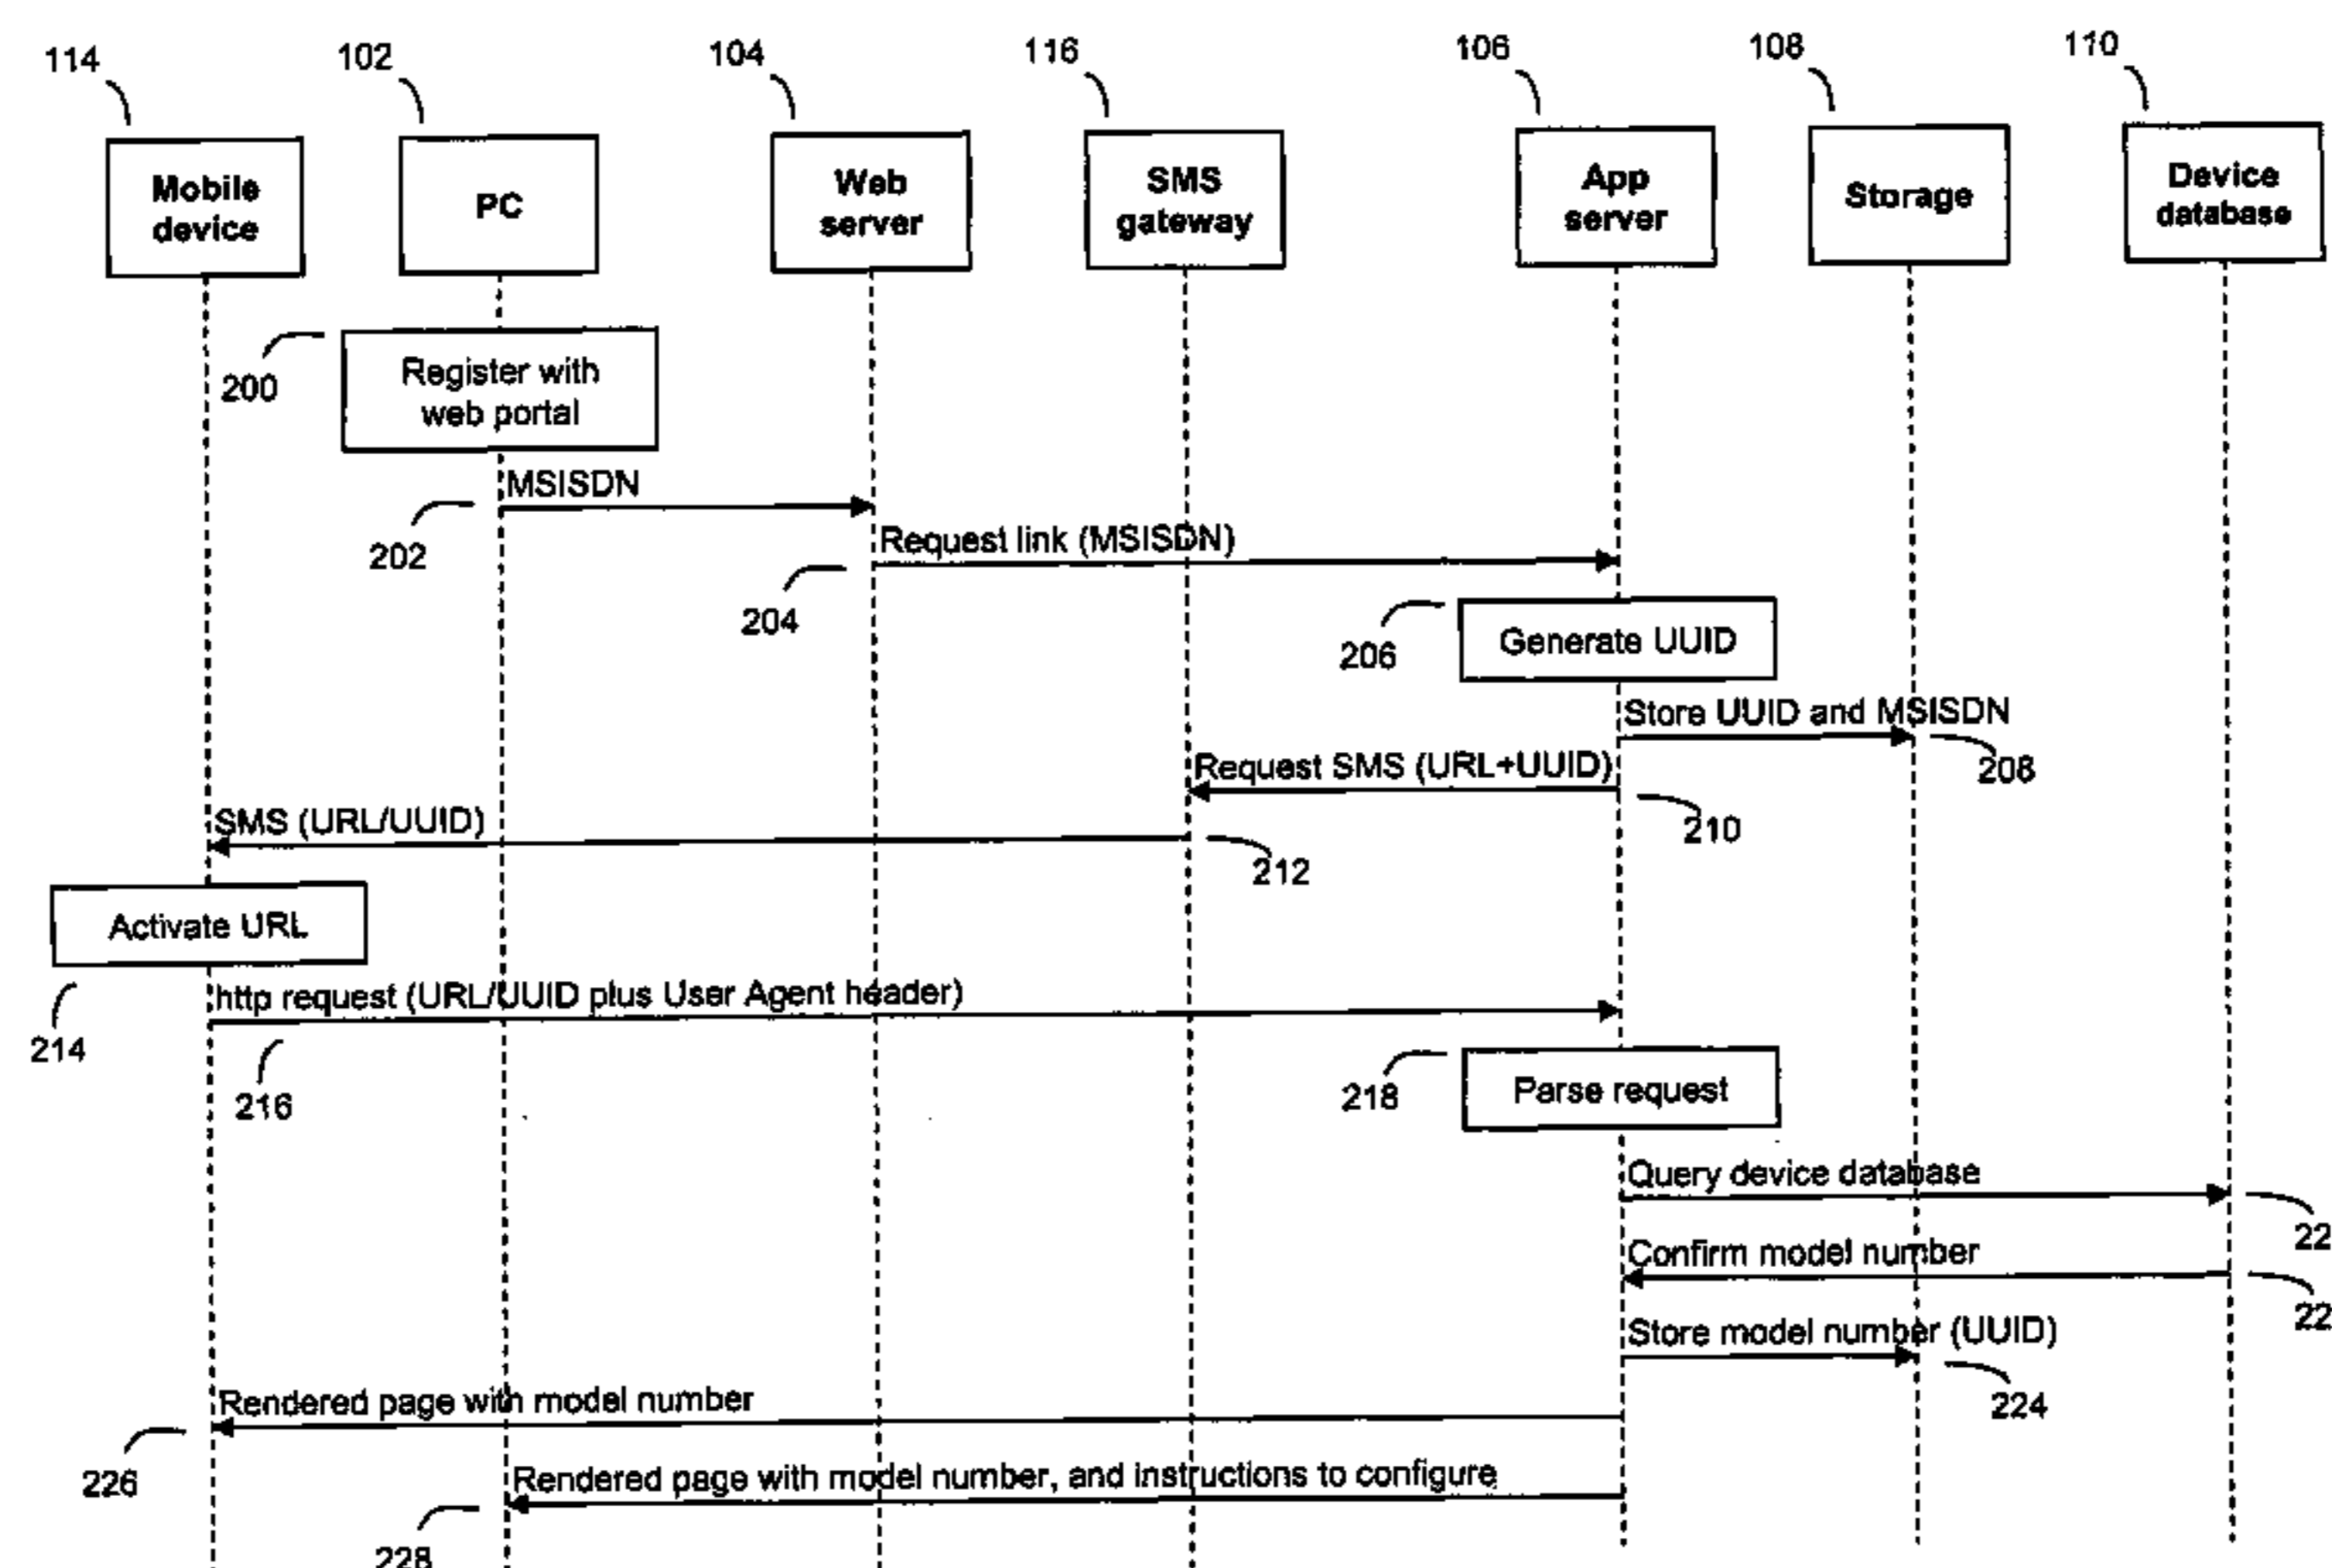 114
102
104
116
106
108
110
Mobile
device
PC
Web
server
SMS
gateway
App
server
Storage
Device
database
200
Register with
web portal
MSISDN
202
Request link (MSISDN)
204
206
Generate UUID
Store UUID and MSISDN
208
Request SMS (URL+UUID)
210
SMS (URL/UUID)
212
Activate URL
214
http request (URL/UUID plus User Agent header)
216
218
Parse request
Query device database
22
Confirm model number
22
Store model number (UUID)
224
Rendered page with model number
226
Rendered page with model number, and instructions to configure
228